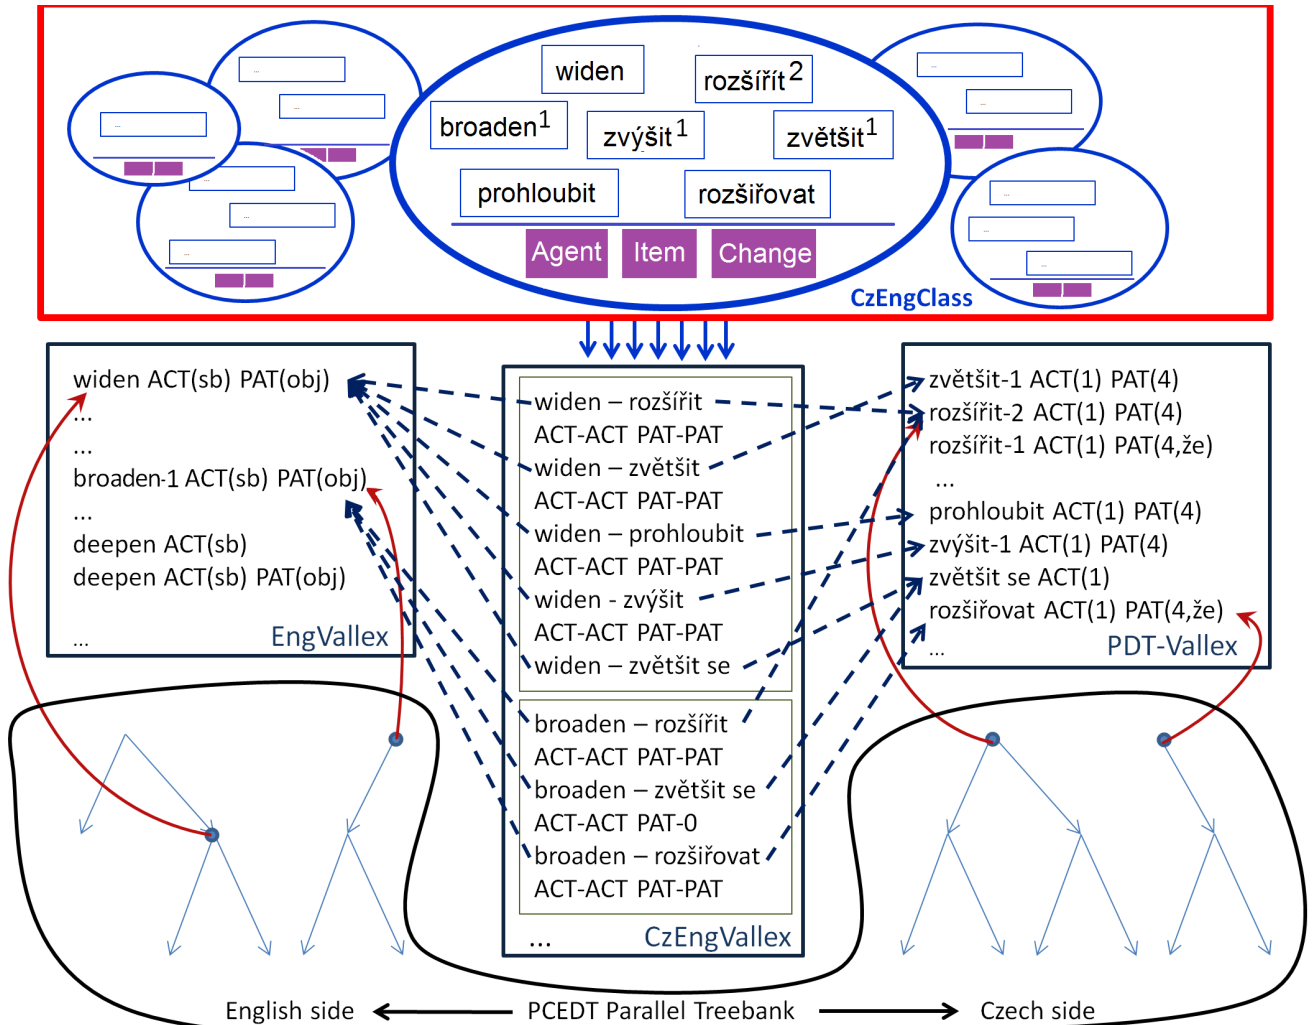 widen
rozšířít2
broaden1
zvýšit1
zvětšit1
prohloubit
rozšiřovat
Agent
Item
Change
CzEngClass
...
...
...
...
...
...
...
...
...
...
...
...
widen ACT(sb) PAT(obj)
...
...
broaden-1 ACT(sb) PAT(obj)
...
deepen ACT(sb)
deepen ACT(sb) PAT(obj)
...
EngVallex
widen – rozšířit
ACT-ACT PAT-PAT
widen – zvětšit
ACT-ACT PAT-PAT
widen – prohloubit
ACT-ACT PAT-PAT
widen - zvýšit
ACT-ACT PAT-PAT
widen – zvětšit se
broaden – rozšířit
ACT-ACT PAT-PAT
broaden – zvětšit se
ACT-ACT PAT-0
broaden – rozšiřovat
ACT-ACT PAT-PAT
...
CzEngVallex
zvětšit-1 ACT(1) PAT(4)
rozšířit-2 ACT(1) PAT(4)
rozšířit-1 ACT(1) PAT(4,že)
...
prohloubit ACT(1) PAT(4)
zvýšit-1 ACT(1) PAT(4)
zvětšit se ACT(1)
rozšiřovat ACT(1) PAT(4,že)
...
PDT-Vallex
English side
PCEDT Parallel Treebank
Czech side